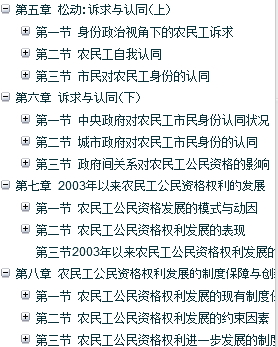 第五章 松动:诉求与认同(上)
第一节 身份政治视角下的农民工诉求
第二节 农民工自我认同
第三节 市民对农民工身份的认同
第六章 诉求与认同(下)
第一节 中央政府对农民工市民身份认同状况
第二节 城市政府对农民工市民身份的认同
第三节 政府间关系对农民工公民资格的影响
第七章 2003年以来农民工公民资格权利的发展
第一节 农民工公民资格发展的模式与动因
第二节 农民工公民资格权利发展的表现
第三节2003年以来农民工公民资格权利发展的
第八章 农民工公民资格权利发展的制度保障与创
第一节 农民工公民资格权利发展的现有制度
第二节 农民工公民资格权利发展的约束因素
第三节 农民工公民资格权利进一步发展的制